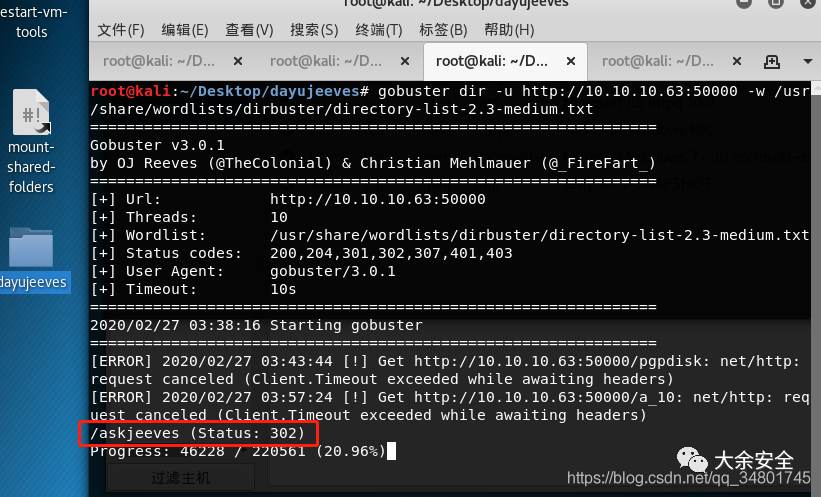 root@kali: ~/Desktop/dayujeeves
estart-vm-
tools
文件(F) 编辑(E) 查看(V) 搜索(S) 终端(T) 标签(B) 帮助(H)
root@kali: ~/D... × root@kali: ~/D... × root@kali: ~/D... × root@kali: ~/D... ×
root@kali:~/Desktop/dayujeeves# gobuster dir -u http://10.10.10.63:50000 -w /usr
/share/wordlists/dirbuster/directory-list-2.3-medium.txt
===============================================================
Gobuster v3.0.1
by OJ Reeves (@TheColonial) & Christian Mehlmauer (@_FireFart_)
===============================================================
[+] Url: http://10.10.10.63:50000
[+] Threads: 10
[+] Wordlist: /usr/share/wordlists/dirbuster/directory-list-2.3-medium.txt
[+] Status codes: 200,204,301,302,307,401,403
[+] User Agent: gobuster/3.0.1
[+] Timeout: 10s
===============================================================
2020/02/27 03:38:16 Starting gobuster
===============================================================
[ERROR] 2020/02/27 03:43:44 [!] Get http://10.10.10.63:50000/pgpdisk: net/http:
request canceled (Client.Timeout exceeded while awaiting headers)
[ERROR] 2020/02/27 03:57:24 [!] Get http://10.10.10.63:50000/a_10: net/http: req
uest canceled (Client.Timeout exceeded while awaiting headers)
/askjeeves (Status: 302)
Progress: 46228 / 220561 (20.96%)
#!
mount-
shared-
folders
dayujeeves
过滤主机
大余安全
https://blog.csdn.net/qq_34801745